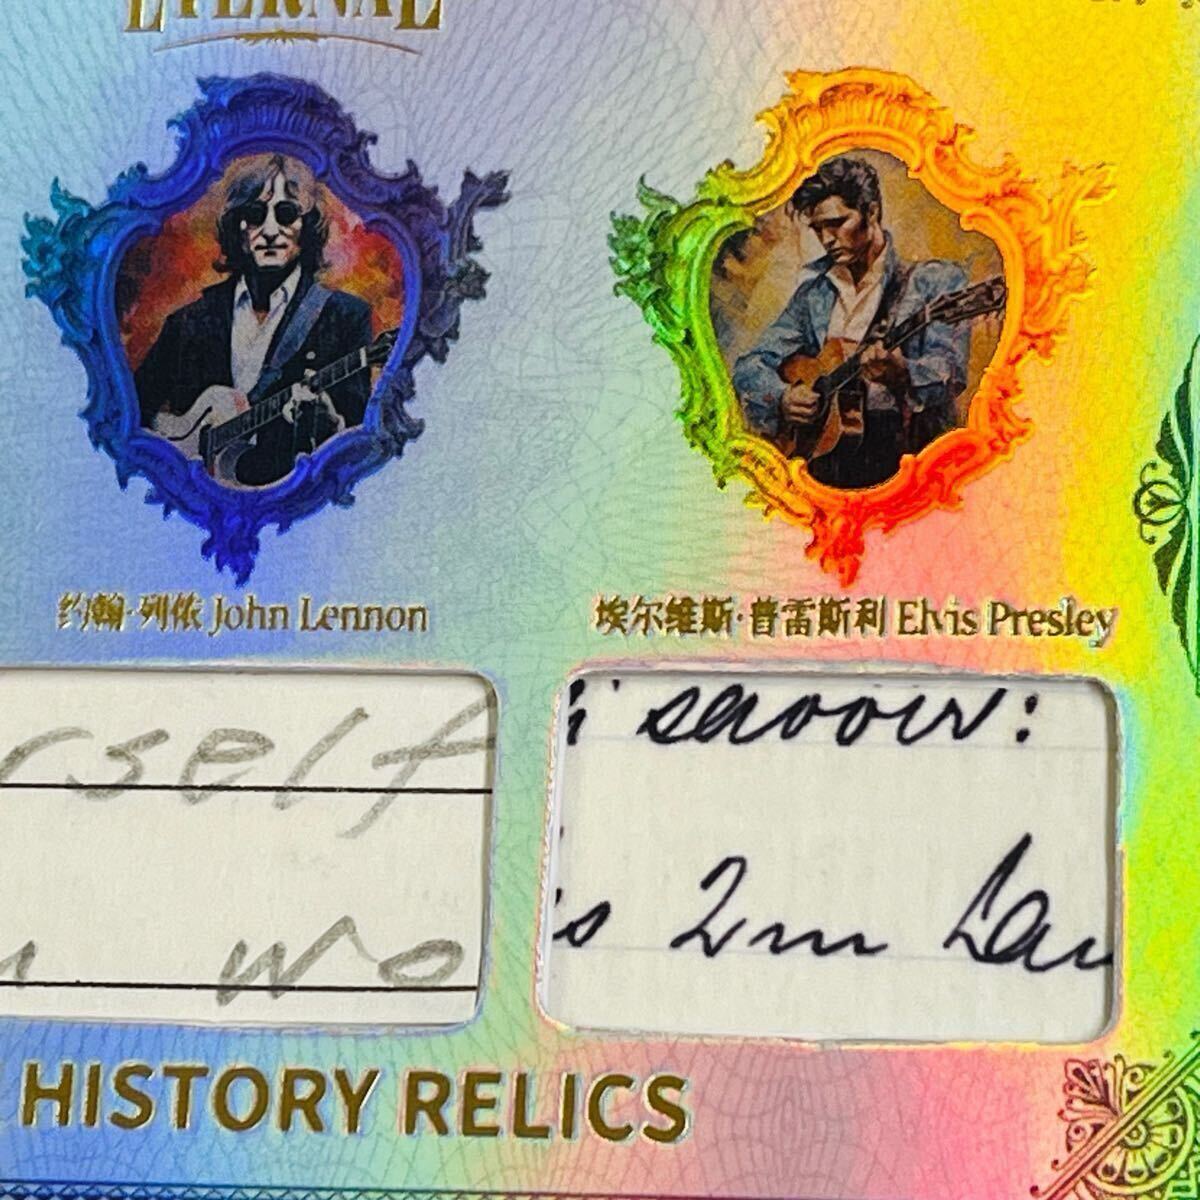 ETERNAL
约翰·列侬 John Lennon
埃尔维斯·普雷斯利 Elvis Presley
rself
wo
savoir:
s 2m
HISTORY RELICS